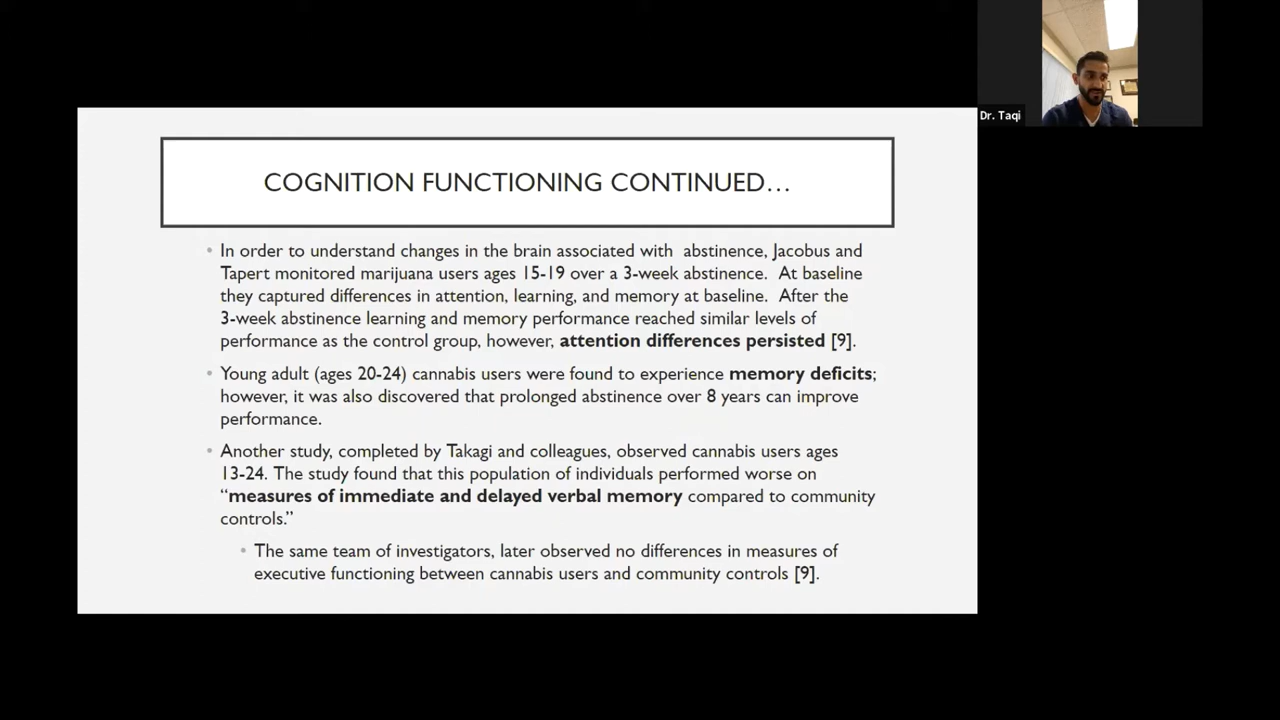 Dr. Taqi
COGNITION FUNCTIONING CONTINUED…
• In order to understand changes in the brain associated with abstinence, Jacobus and
Tapert monitored marijuana users ages 15-19 over a 3-week abstinence. At baseline
they captured differences in attention, learning, and memory at baseline. After the
3-week abstinence learning and memory performance reached similar levels of
performance as the control group, however, attention differences persisted [9].
• Young adult (ages 20-24) cannabis users were found to experience memory deficits;
however, it was also discovered that prolonged abstinence over 8 years can improve
performance.
• Another study, completed by Takagi and colleagues, observed cannabis users ages
13-24. The study found that this population of individuals performed worse on
“measures of immediate and delayed verbal memory compared to community
controls.”
• The same team of investigators, later observed no differences in measures of
executive functioning between cannabis users and community controls [9].